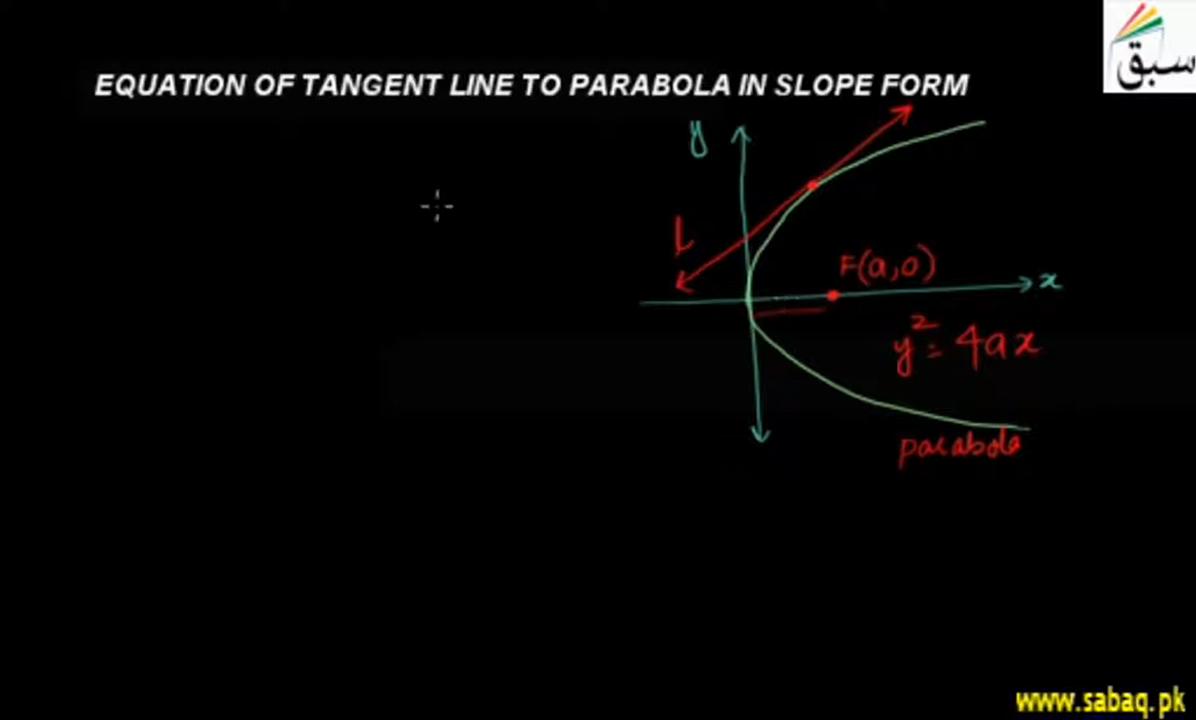 سبق
EQUATION OF TANGENT LINE TO PARABOLA IN SLOPE FORM
y
L
F(a,0)
x
y² = 4ax
parabola
www.sabaq.pk